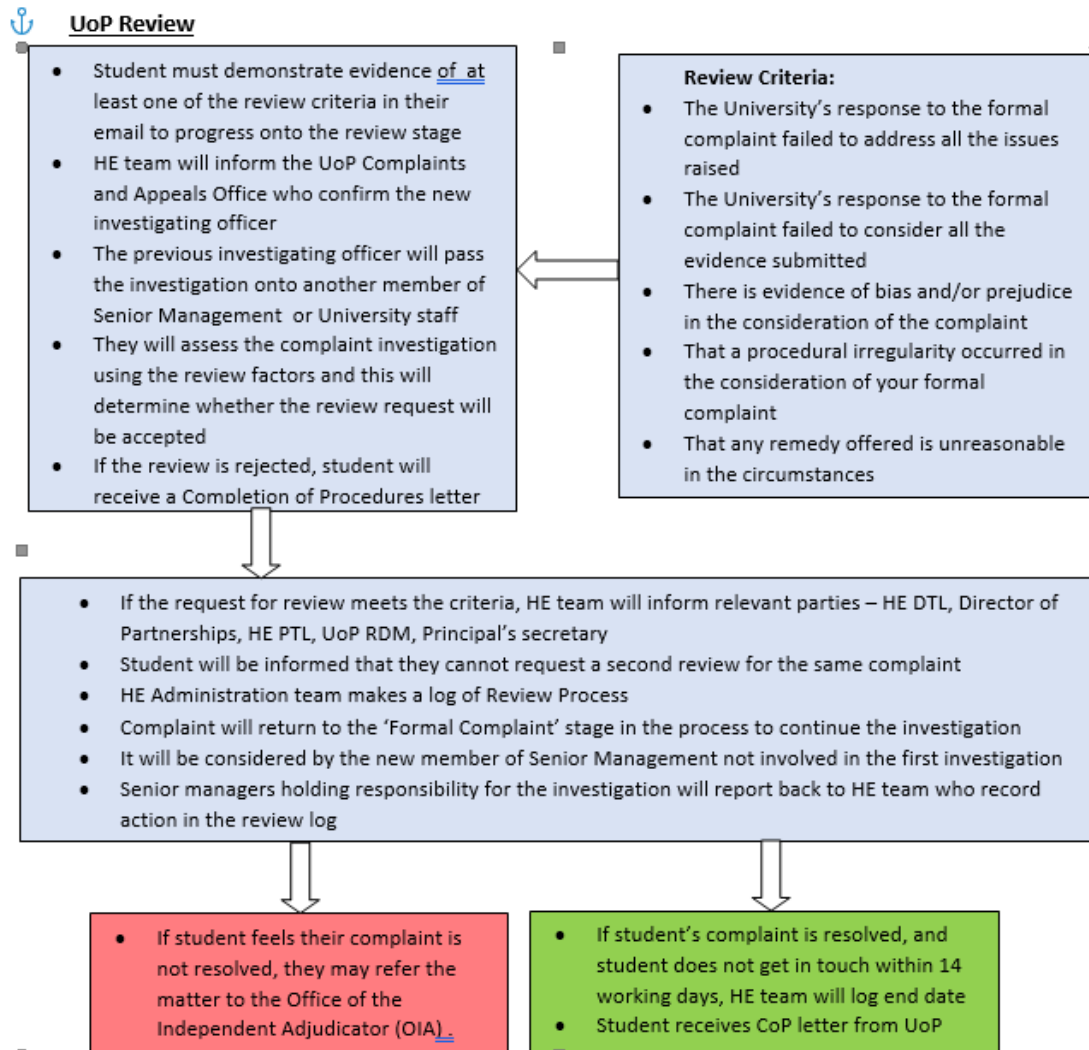 UoP Review
• Student must demonstrate evidence of at
least one of the review criteria in their
email to progress onto the review stage
• HE team will inform the UoP Complaints
and Appeals Office who confirm the new
investigating officer
• The previous investigating officer will pass
the investigation onto another member of
Senior Management or University staff
• They will assess the complaint investigation
using the review factors and this will
determine whether the review request will
be accepted
• If the review is rejected, student will
receive a Completion of Procedures letter
Review Criteria:
• The University's response to the formal
complaint failed to address all the issues
raised
• The University's response to the formal
complaint failed to consider all the
evidence submitted
• There is evidence of bias and/or prejudice
in the consideration of the complaint
• That a procedural irregularity occurred in
the consideration of your formal
complaint
• That any remedy offered is unreasonable
in the circumstances
• If the request for review meets the criteria, HE team will inform relevant parties – HE DTL, Director of
Partnerships, HE PTL, UoP RDM, Principal's secretary
• Student will be informed that they cannot request a second review for the same complaint
• HE Administration team makes a log of Review Process
• Complaint will return to the 'Formal Complaint' stage in the process to continue the investigation
• It will be considered by the new member of Senior Management not involved in the first investigation
• Senior managers holding responsibility for the investigation will report back to HE team who record
action in the review log
• If student feels their complaint is
not resolved, they may refer the
matter to the Office of the
Independent Adjudicator (OIA) .
• If student's complaint is resolved, and
student does not get in touch within 14
working days, HE team will log end date
• Student receives CoP letter from UoP